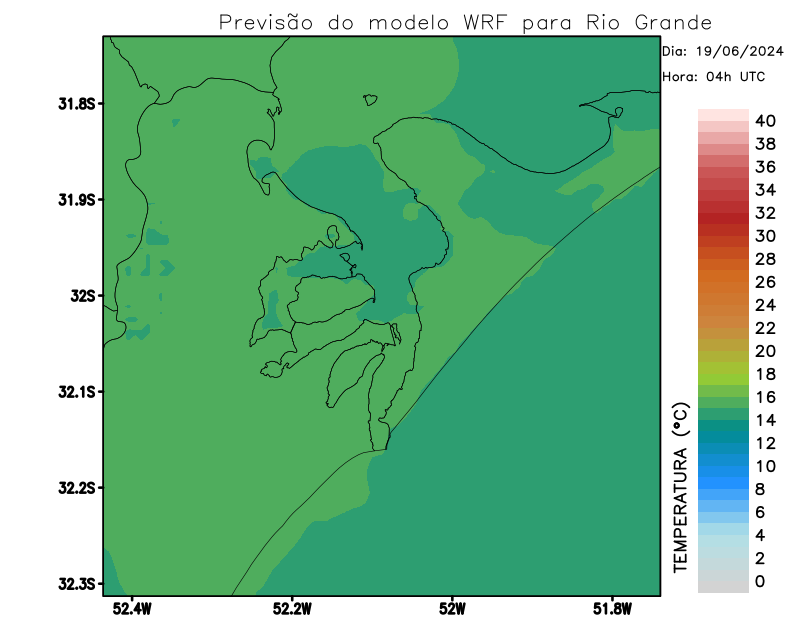 Previsão do modelo WRF para Rio Grande
Dia: 19/06/2024
Hora: 04h UTC
31.8S
31.9S
32S
32.1S
32.2S
32.3S
52.4W
52.2W
52W
51.8W
TEMPERATURA (°C)
40
38
36
34
32
30
28
26
24
22
20
18
16
14
12
10
8
6
4
2
0